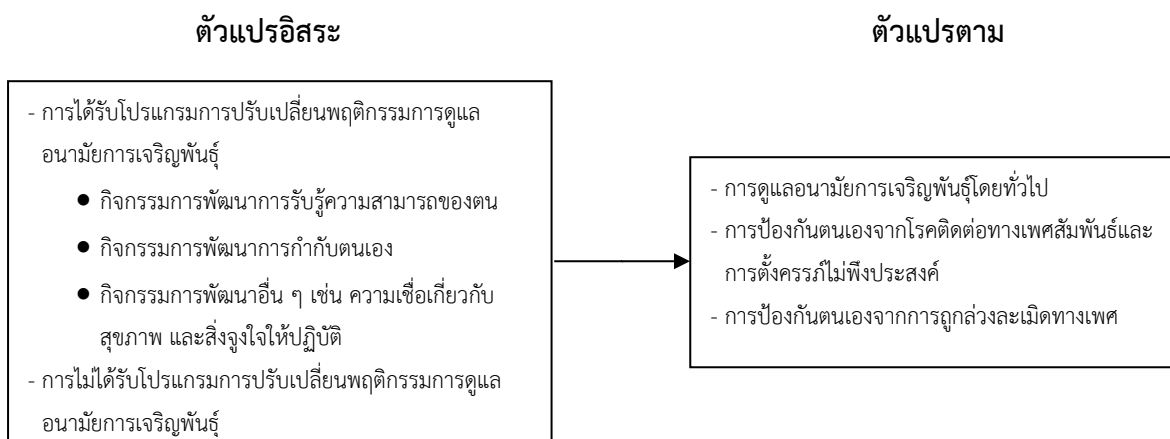 ตัวแปรอิสระ
- การได้รับโปรแกรมการปรับเปลี่ยนพฤติกรรมการดูแล
อนามัยการเจริญพันธุ์
● กิจกรรมการพัฒนาการรับรู้ความสามารถของตน
● กิจกรรมการพัฒนาการกำกับตนเอง
● กิจกรรมการพัฒนาอื่น ๆ เช่น ความเชื่อเกี่ยวกับ
สุขภาพ และสิ่งจูงใจให้ปฏิบัติ
- การไม่ได้รับโปรแกรมการปรับเปลี่ยนพฤติกรรมการดูแล
อนามัยการเจริญพันธุ์
ตัวแปรตาม
- การดูแลอนามัยการเจริญพันธุ์โดยทั่วไป
- การป้องกันตนเองจากโรคติดต่อทางเพศสัมพันธ์และ
การตั้งครรภ์ไม่พึงประสงค์
- การป้องกันตนเองจากการถูกล่วงละเมิดทางเพศ